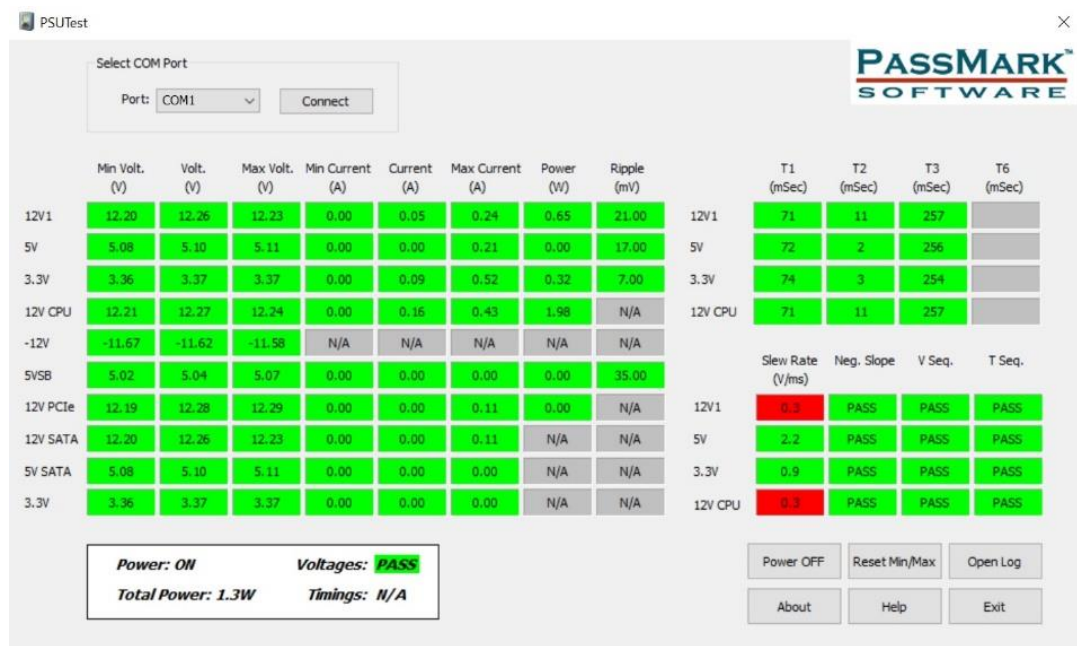 PSUTest
PASSMARK™
SOFTWARE
Select COM Port
Port: COM1 Connect
Min Volt. (V) Volt. (V) Max Volt. (V) Min Current (A) Current (A) Max Current (A) Power (W) Ripple (mV)
12V1 12.20 12.26 12.23 0.00 0.05 0.24 0.65 21.00
5V 5.08 5.10 5.11 0.00 0.00 0.21 0.00 17.00
3.3V 3.36 3.37 3.37 0.00 0.09 0.52 0.32 7.00
12V CPU 12.21 12.27 12.24 0.00 0.16 0.43 1.98 N/A
-12V -11.67 -11.62 -11.58 N/A N/A N/A N/A N/A
5VSB 5.02 5.04 5.07 0.00 0.00 0.00 0.00 35.00
12V PCIe 12.19 12.28 12.29 0.00 0.00 0.11 0.00 N/A
12V SATA 12.20 12.26 12.23 0.00 0.00 0.11 N/A N/A
5V SATA 5.08 5.10 5.11 0.00 0.00 0.00 N/A N/A
3.3V 3.36 3.37 3.37 0.00 0.00 0.00 N/A N/A
T1 (mSec) T2 (mSec) T3 (mSec) T6 (mSec)
12V1 71 11 257
5V 72 2 256
3.3V 74 3 254
12V CPU 71 11 257
Slew Rate (V/ms) Neg. Slope V Seq. T Seq.
12V1 0.3 PASS PASS PASS
5V 2.2 PASS PASS PASS
3.3V 0.9 PASS PASS PASS
12V CPU 0.3 PASS PASS PASS
Power: ON Voltages: PASS
Total Power: 1.3W Timings: N/A
Power OFF Reset Min/Max Open Log
About Help Exit